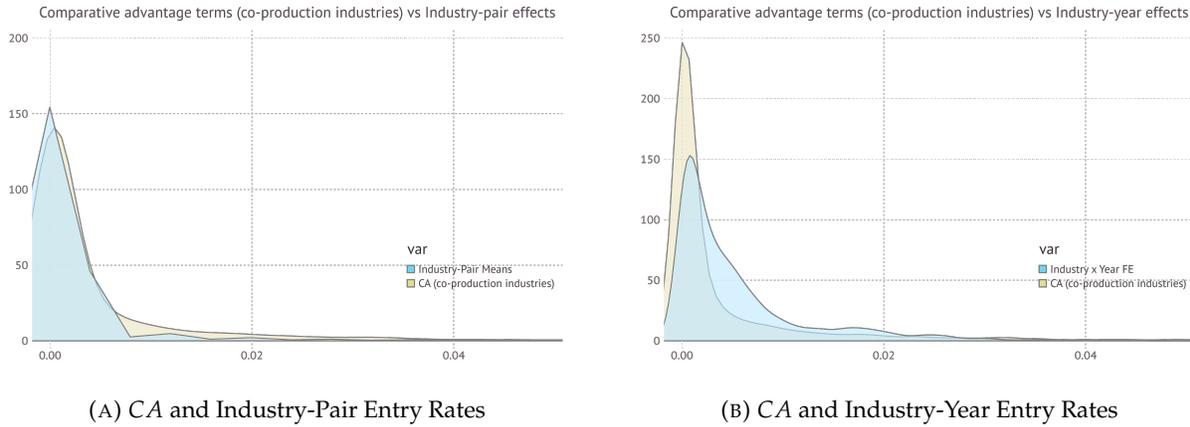 Comparative advantage terms (co-production industries) vs Industry-pair effects
200
150
100
50
0
0.00
0.02
0.04
var
Industry-Pair Means
CA (co-production industries)
(A) CA and Industry-Pair Entry Rates
Comparative advantage terms (co-production industries) vs Industry-year effects
250
200
150
100
50
0
0.00
0.02
0.04
var
Industry x Year FE
CA (co-production industries)
(B) CA and Industry-Year Entry Rates